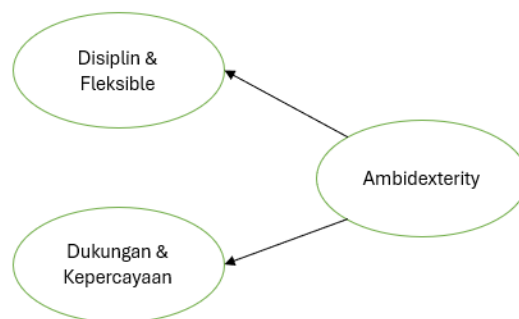 Disiplin &
Fleksible
Ambidexterity
Dukungan &
Kepercayaan